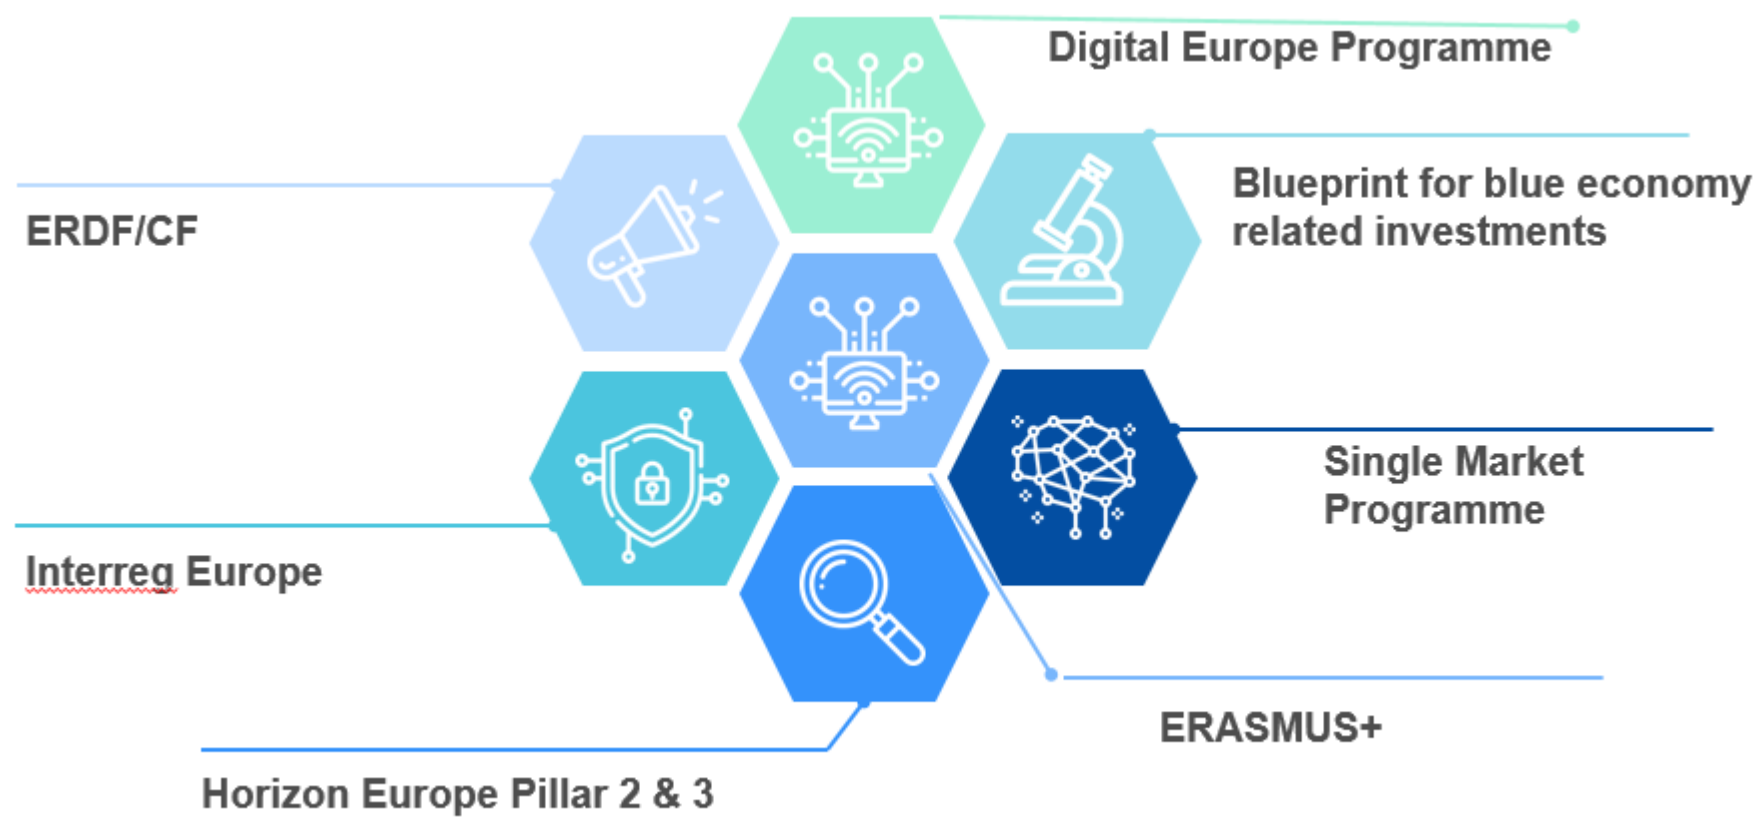 Digital Europe Programme
Blueprint for blue economy
related investments
ERDF/CF
Single Market
Programme
Interreg Europe
ERASMUS+
Horizon Europe Pillar 2 & 3